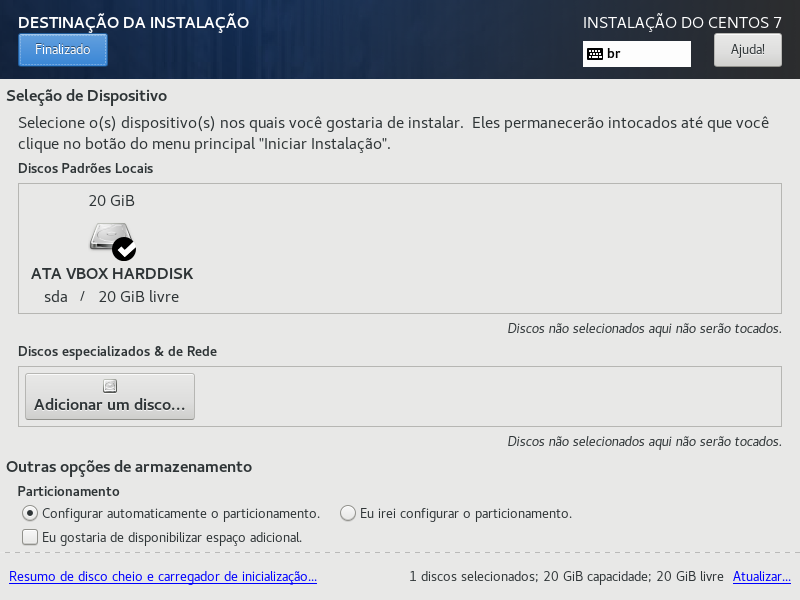 DESTINAÇÃO DA INSTALAÇÃO
INSTALAÇÃO DO CENTOS 7
Finalizado
br
Ajuda!
Seleção de Dispositivo
Selecione o(s) dispositivo(s) nos quais você gostaria de instalar.  Eles permanecerão intocados até que você
clique no botão do menu principal "Iniciar Instalação".
Discos Padrões Locais
20 GiB
ATA VBOX HARDDISK
sda / 20 GiB livre
Discos não selecionados aqui não serão tocados.
Discos especializados & de Rede
Adicionar um disco...
Discos não selecionados aqui não serão tocados.
Outras opções de armazenamento
Particionamento
Configurar automaticamente o particionamento. Eu irei configurar o particionamento.
Eu gostaria de disponibilizar espaço adicional.
Resumo de disco cheio e carregador de inicialização... 1 discos selecionados; 20 GiB capacidade; 20 GiB livre Atualizar...